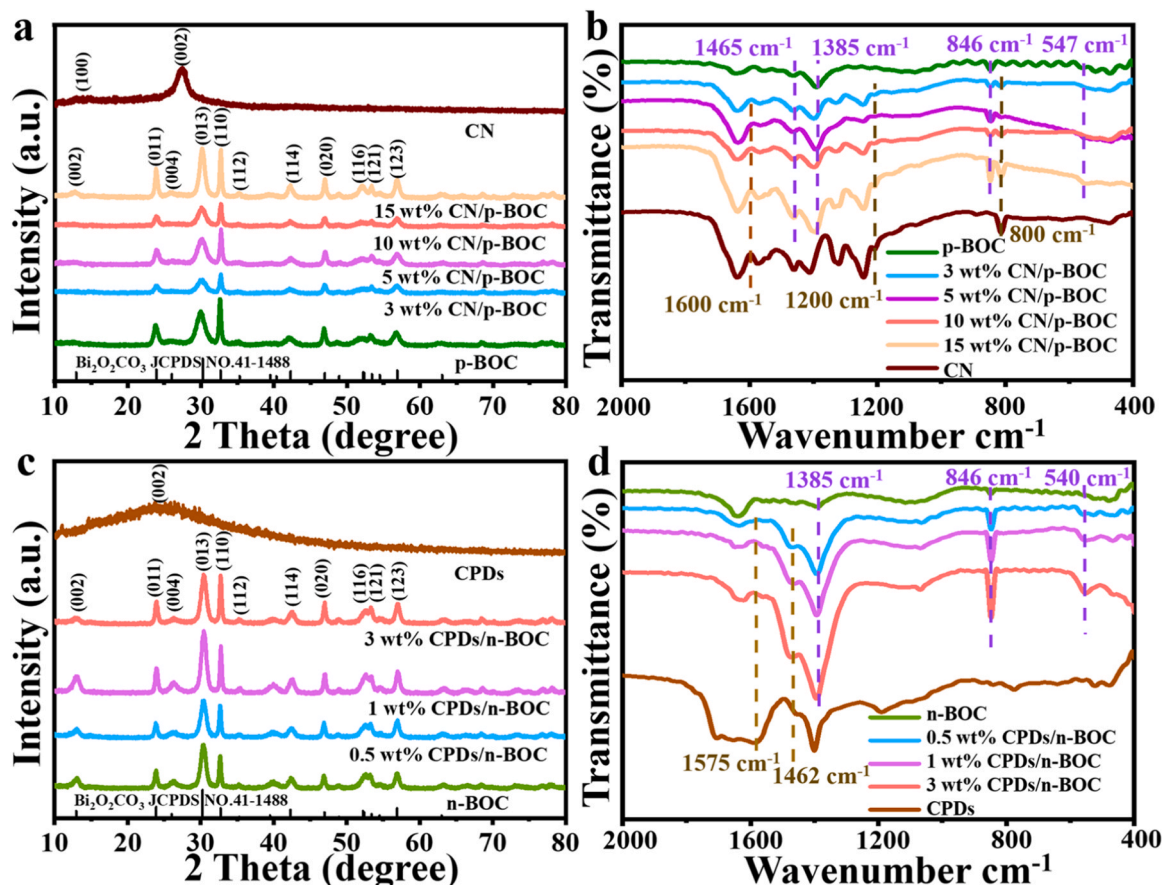 a
(100)
(002)
CN
(002)
(011)
(004)
(013)
(110)
(112)
(114)
(020)
(116)
(121)
(123)
15 wt% CN/p-BOC
10 wt% CN/p-BOC
5 wt% CN/p-BOC
3 wt% CN/p-BOC
p-BOC
Bi₂O₂CO₃ JCPDS NO.41-1488
10 20 30 40 50 60 70 80
2 Theta (degree)
Intensity (a.u.)
b
1465 cm⁻¹
1385 cm⁻¹
846 cm⁻¹
547 cm⁻¹
800 cm⁻¹
1600 cm⁻¹
1200 cm⁻¹
p-BOC
3 wt% CN/p-BOC
5 wt% CN/p-BOC
10 wt% CN/p-BOC
15 wt% CN/p-BOC
CN
2000 1600 1200 800 400
Wavenumber cm⁻¹
Transmittance (%)
c
(002)
CPDs
(002)
(011)
(004)
(013)
(110)
(112)
(114)
(020)
(116)
(121)
(123)
3 wt% CPDs/n-BOC
1 wt% CPDs/n-BOC
0.5 wt% CPDs/n-BOC
n-BOC
Bi₂O₂CO₃ JCPDS NO.41-1488
10 20 30 40 50 60 70 80
2 Theta (degree)
Intensity (a.u.)
d
1385 cm⁻¹
846 cm⁻¹
540 cm⁻¹
1575 cm⁻¹
1462 cm⁻¹
n-BOC
0.5 wt% CPDs/n-BOC
1 wt% CPDs/n-BOC
3 wt% CPDs/n-BOC
CPDs
2000 1600 1200 800 400
Wavenumber cm⁻¹
Transmittance (%)